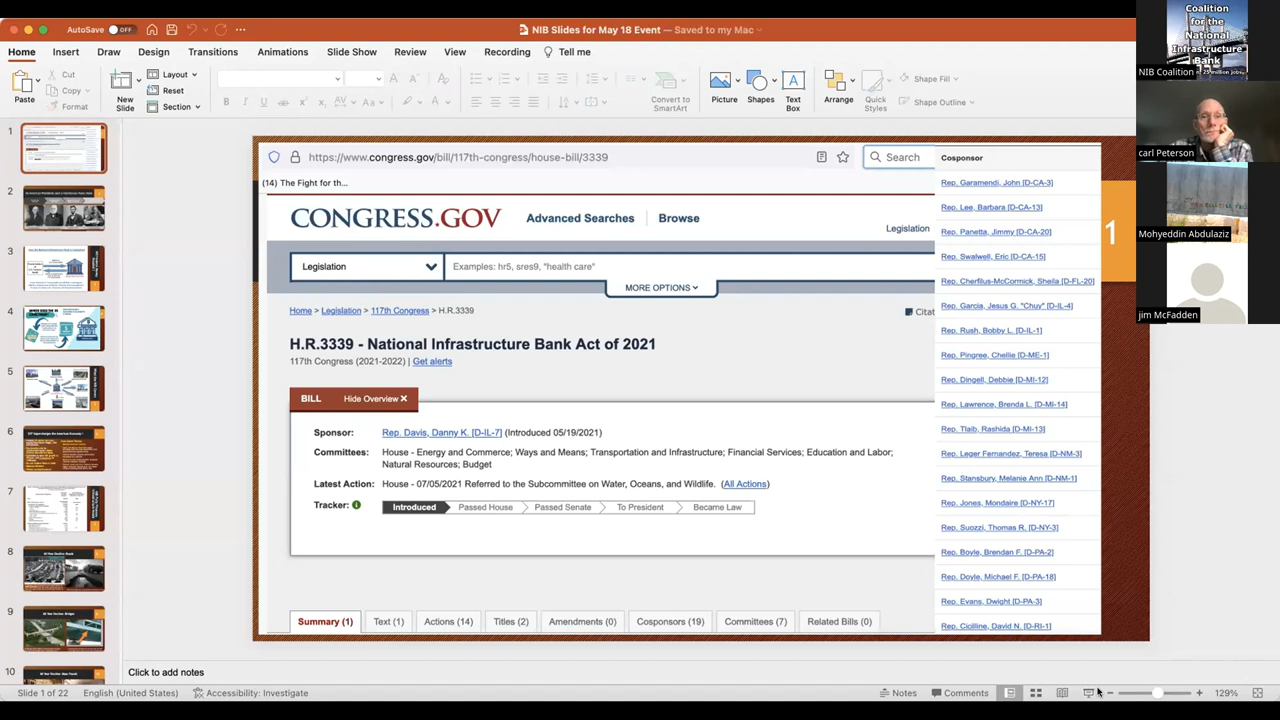 AutoSave OFF
NIB Slides for May 18 Event — Saved to my Mac
Home Insert Draw Design Transitions Animations Slide Show Review View Recording Tell me
Paste
Cut
Copy
Format
New Slide
Layout
Reset
Section
Convert to SmartArt
Picture
Shapes
Text Box
Arrange
Quick Styles
Shape Fill
Shape Outline
1
2
3
4
5
6
7
8
9
10
https://www.congress.gov/bill/117th-congress/house-bill/3339
Search
(14) The Fight for th...
CONGRESS.GOV
Advanced Searches
Browse
Legislation
Legislation
Examples: hr5, sres9, "health care"
MORE OPTIONS
Home > Legislation > 117th Congress > H.R.3339
Citat
H.R.3339 - National Infrastructure Bank Act of 2021
117th Congress (2021-2022) | Get alerts
BILL
Hide Overview ×
Sponsor: Rep. Davis, Danny K. [D-IL-7] (Introduced 05/19/2021)
Committees: House - Energy and Commerce; Ways and Means; Transportation and Infrastructure; Financial Services; Education and Labor;
Natural Resources; Budget
Latest Action: House - 07/05/2021 Referred to the Subcommittee on Water, Oceans, and Wildlife. (All Actions)
Tracker: Introduced Passed House Passed Senate To President Became Law
Summary (1) Text (1) Actions (14) Titles (2) Amendments (0) Cosponsors (19) Committees (7) Related Bills (0)
Cosponsor
Rep. Garamendi, John [D-CA-3]
Rep. Lee, Barbara [D-CA-13]
Rep. Panetta, Jimmy [D-CA-20]
Rep. Swalwell, Eric [D-CA-15]
Rep. Cherfilus-McCormick, Sheila [D-FL-20]
Rep. Garcia, Jesus G. "Chuy" [D-IL-4]
Rep. Rush, Bobby L. [D-IL-1]
Rep. Pingree, Chellie [D-ME-1]
Rep. Dingell, Debbie [D-MI-12]
Rep. Lawrence, Brenda L. [D-MI-14]
Rep. Tlaib, Rashida [D-MI-13]
Rep. Leger Fernandez, Teresa [D-NM-3]
Rep. Stansbury, Melanie Ann [D-NM-1]
Rep. Jones, Mondaire [D-NY-17]
Rep. Suozzi, Thomas R. [D-NY-3]
Rep. Boyle, Brendan F. [D-PA-2]
Rep. Doyle, Michael F. [D-PA-18]
Rep. Evans, Dwight [D-PA-3]
Rep. Cicilline, David N. [D-RI-1]
1
Coalition
for the
National
Infrastructure
Bank
NIB Coalition
25 million jobs
carl Peterson
Mohyeddin Abdulaziz
jim McFadden
Click to add notes
Slide 1 of 22
English (United States)
Accessibility: Investigate
Notes
Comments
129%